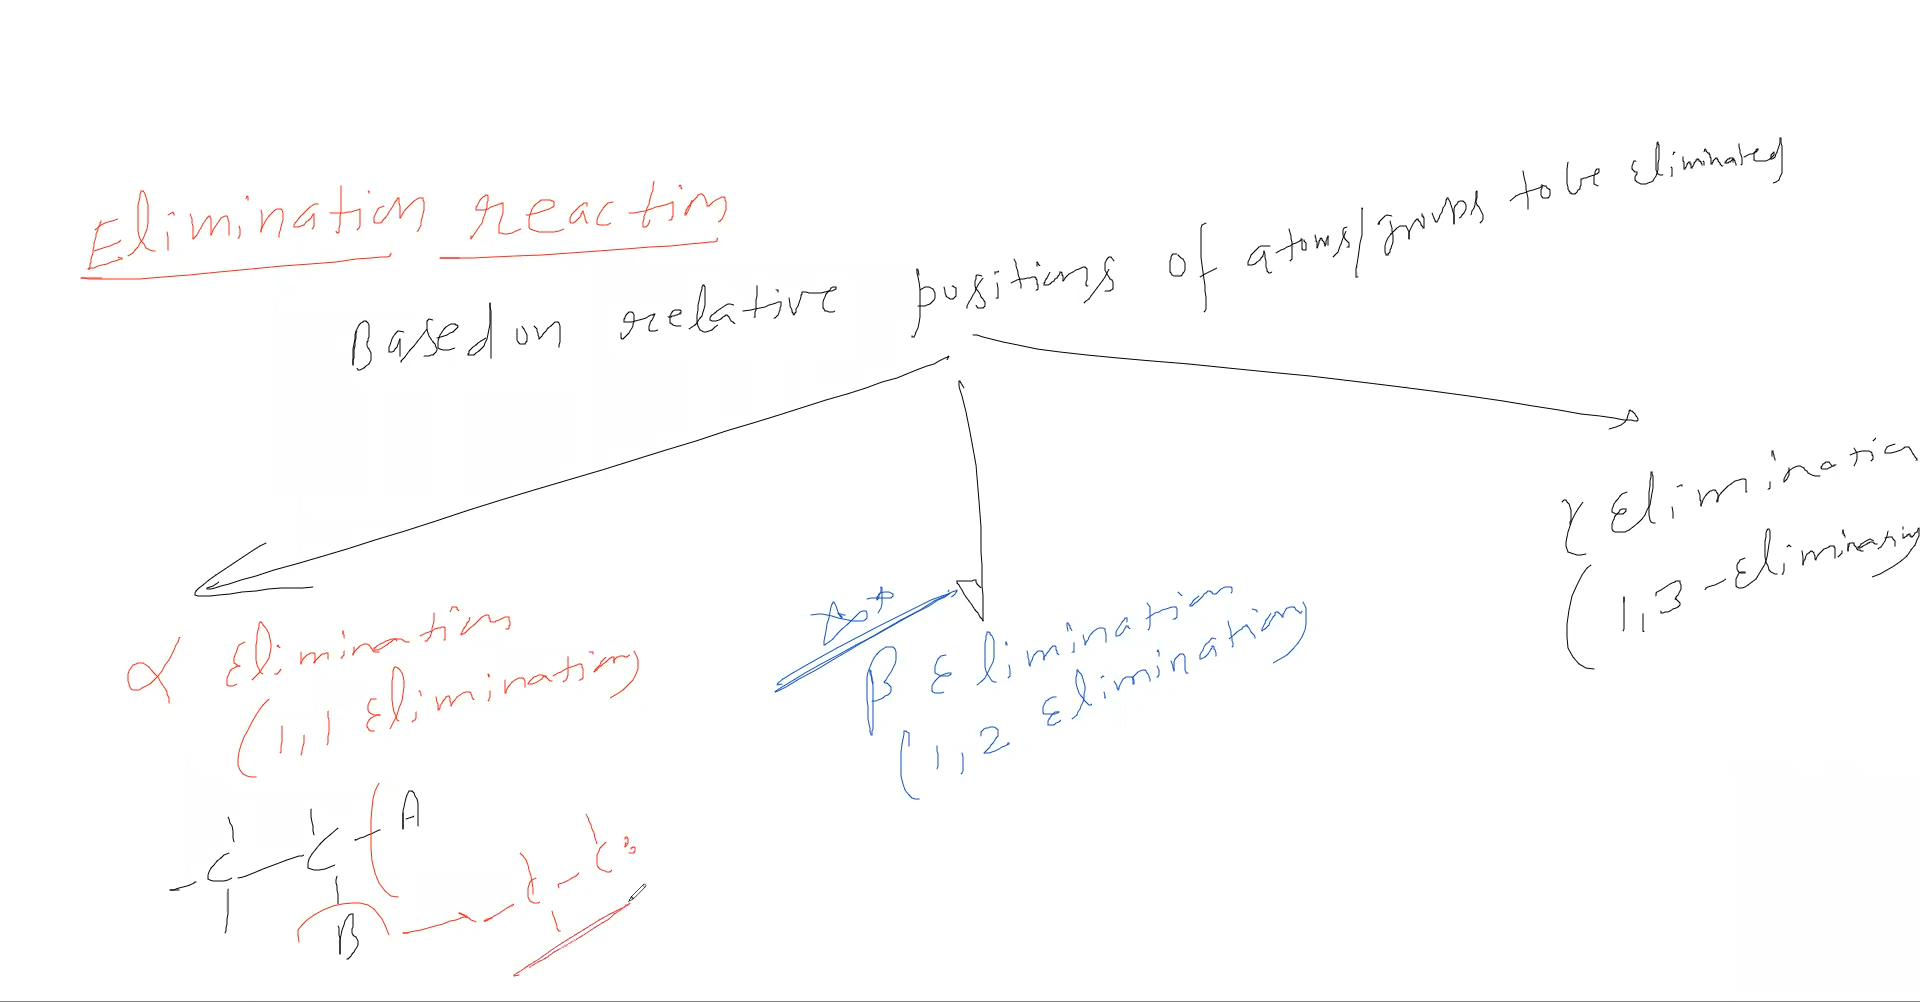 Elimination reaction
Based on relative positions of atoms/groups to be eliminated
α Elimination
(1,1 Elimination)
β Elimination
(1,2 Elimination)
γ Elimination
(1,3-Elimination
- C - C - A
B
- C - C :